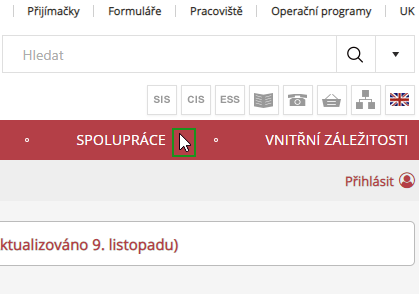 Přijímačky Formuláře Pracoviště Operační programy UK
Hledat
SIS CIS ESS
SPOLUPRÁCE VNITŘNÍ ZÁLEŽITOSTI
Přihlásit
ktualizováno 9. listopadu)